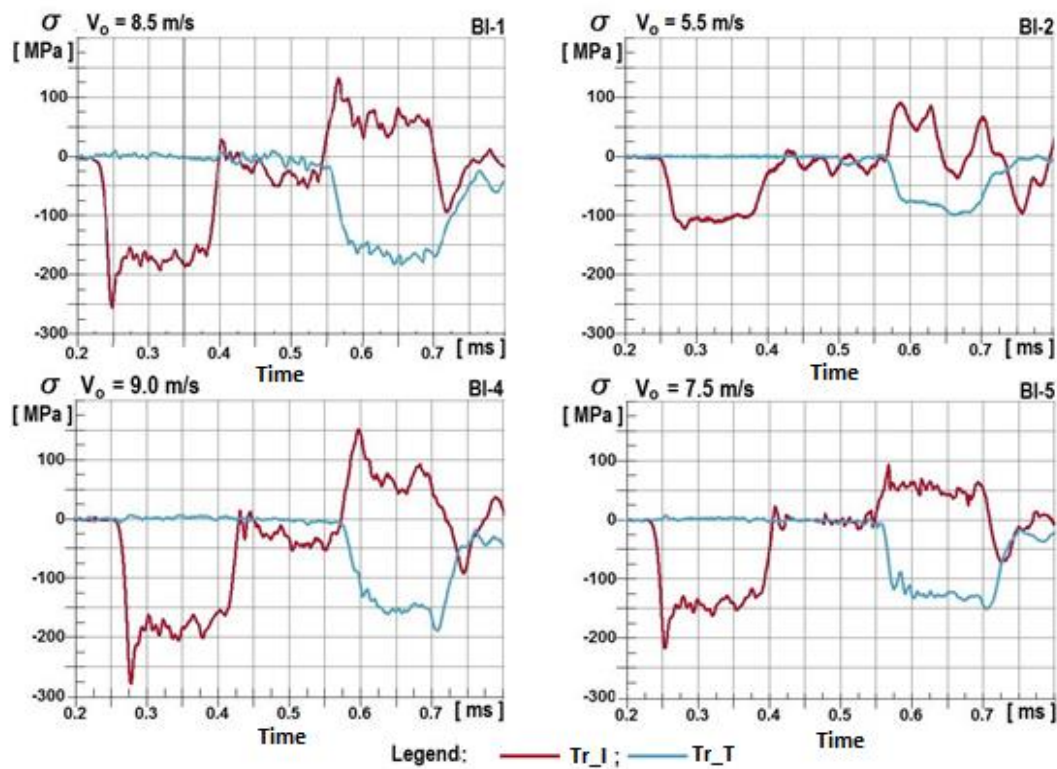 σ V₀ = 8.5 m/s BI-1
[ MPa ]
100
0
-100
-200
-300
0.2 0.3 0.4 0.5 0.6 0.7 [ ms ]
Time
σ V₀ = 5.5 m/s BI-2
[ MPa ]
100
0
-100
-200
-300
0.2 0.3 0.4 0.5 0.6 0.7 [ ms ]
Time
σ V₀ = 9.0 m/s BI-4
[ MPa ]
100
0
-100
-200
-300
0.2 0.3 0.4 0.5 0.6 0.7 [ ms ]
Time
σ V₀ = 7.5 m/s BI-5
[ MPa ]
100
0
-100
-200
-300
0.2 0.3 0.4 0.5 0.6 0.7 [ ms ]
Time
Legend: Tr_I ; Tr_T